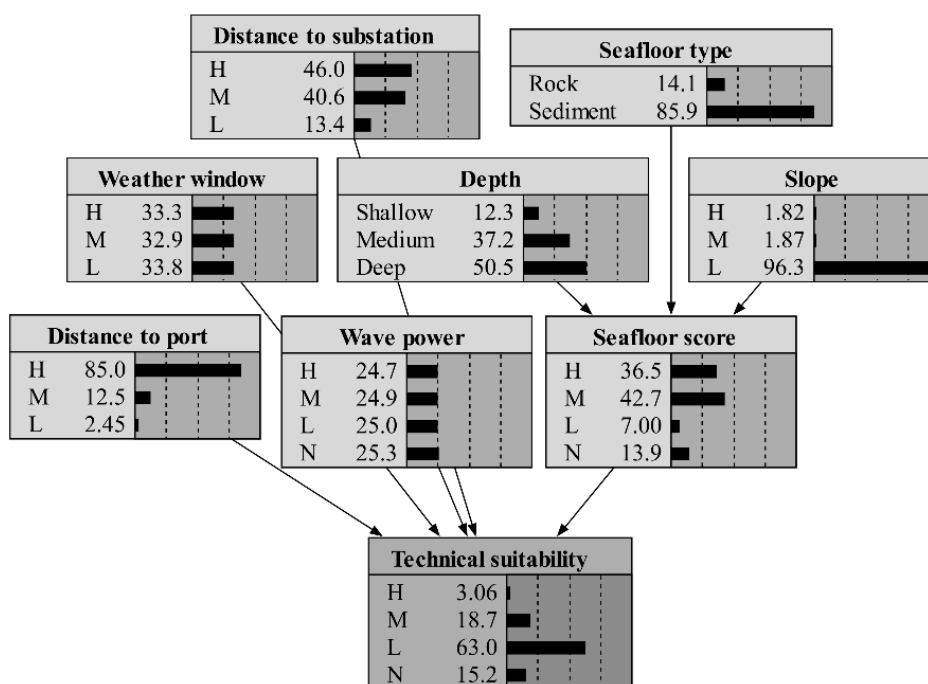 Distance to substation
H 46.0
M 40.6
L 13.4
Seafloor type
Rock 14.1
Sediment 85.9
Weather window
H 33.3
M 32.9
L 33.8
Depth
Shallow 12.3
Medium 37.2
Deep 50.5
Slope
H 1.82
M 1.87
L 96.3
Distance to port
H 85.0
M 12.5
L 2.45
Wave power
H 24.7
M 24.9
L 25.0
N 25.3
Seafloor score
H 36.5
M 42.7
L 7.00
N 13.9
Technical suitability
H 3.06
M 18.7
L 63.0
N 15.2